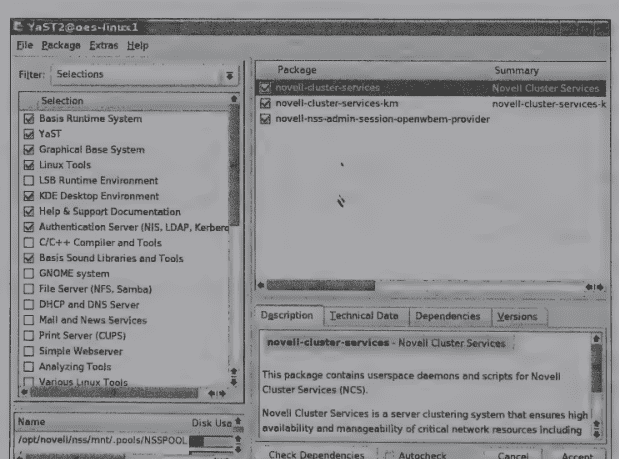 YaST2@oes-linux1
File Package Extras Help
Filter: Selections
Selection
Basis Runtime System
YaST
Graphical Base System
Linux Tools
LSB Runtime Environment
KDE Desktop Environment
Help & Support Documentation
Authentication Server (NIS, LDAP, Kerbero
C/C++ Compiler and Tools
Basis Sound Libraries and Tools
GNOME system
File Server (NFS, Samba)
DHCP and DNS Server
Mail and News Services
Print Server (CUPS)
Simple Webserver
Analyzing Tools
Various Linux Tools
Name Disk Usa
/opt/novell/nss/mnt/.pools/NSSPOOL
Package Summary
novell-cluster-services Novell Cluster Services
novell-cluster-services-km novell-cluster-services-k
novell-nss-admin-session-openwbem-provider
Description Technical Data Dependencies Versions
novell-cluster-services - Novell Cluster Services
This package contains userspace daemons and scripts for Novell
Cluster Services (NCS).
Novell Cluster Services is a server clustering system that ensures high
availability and manageability of critical network resources including
Check Dependencies Autocheck Cancel Accept